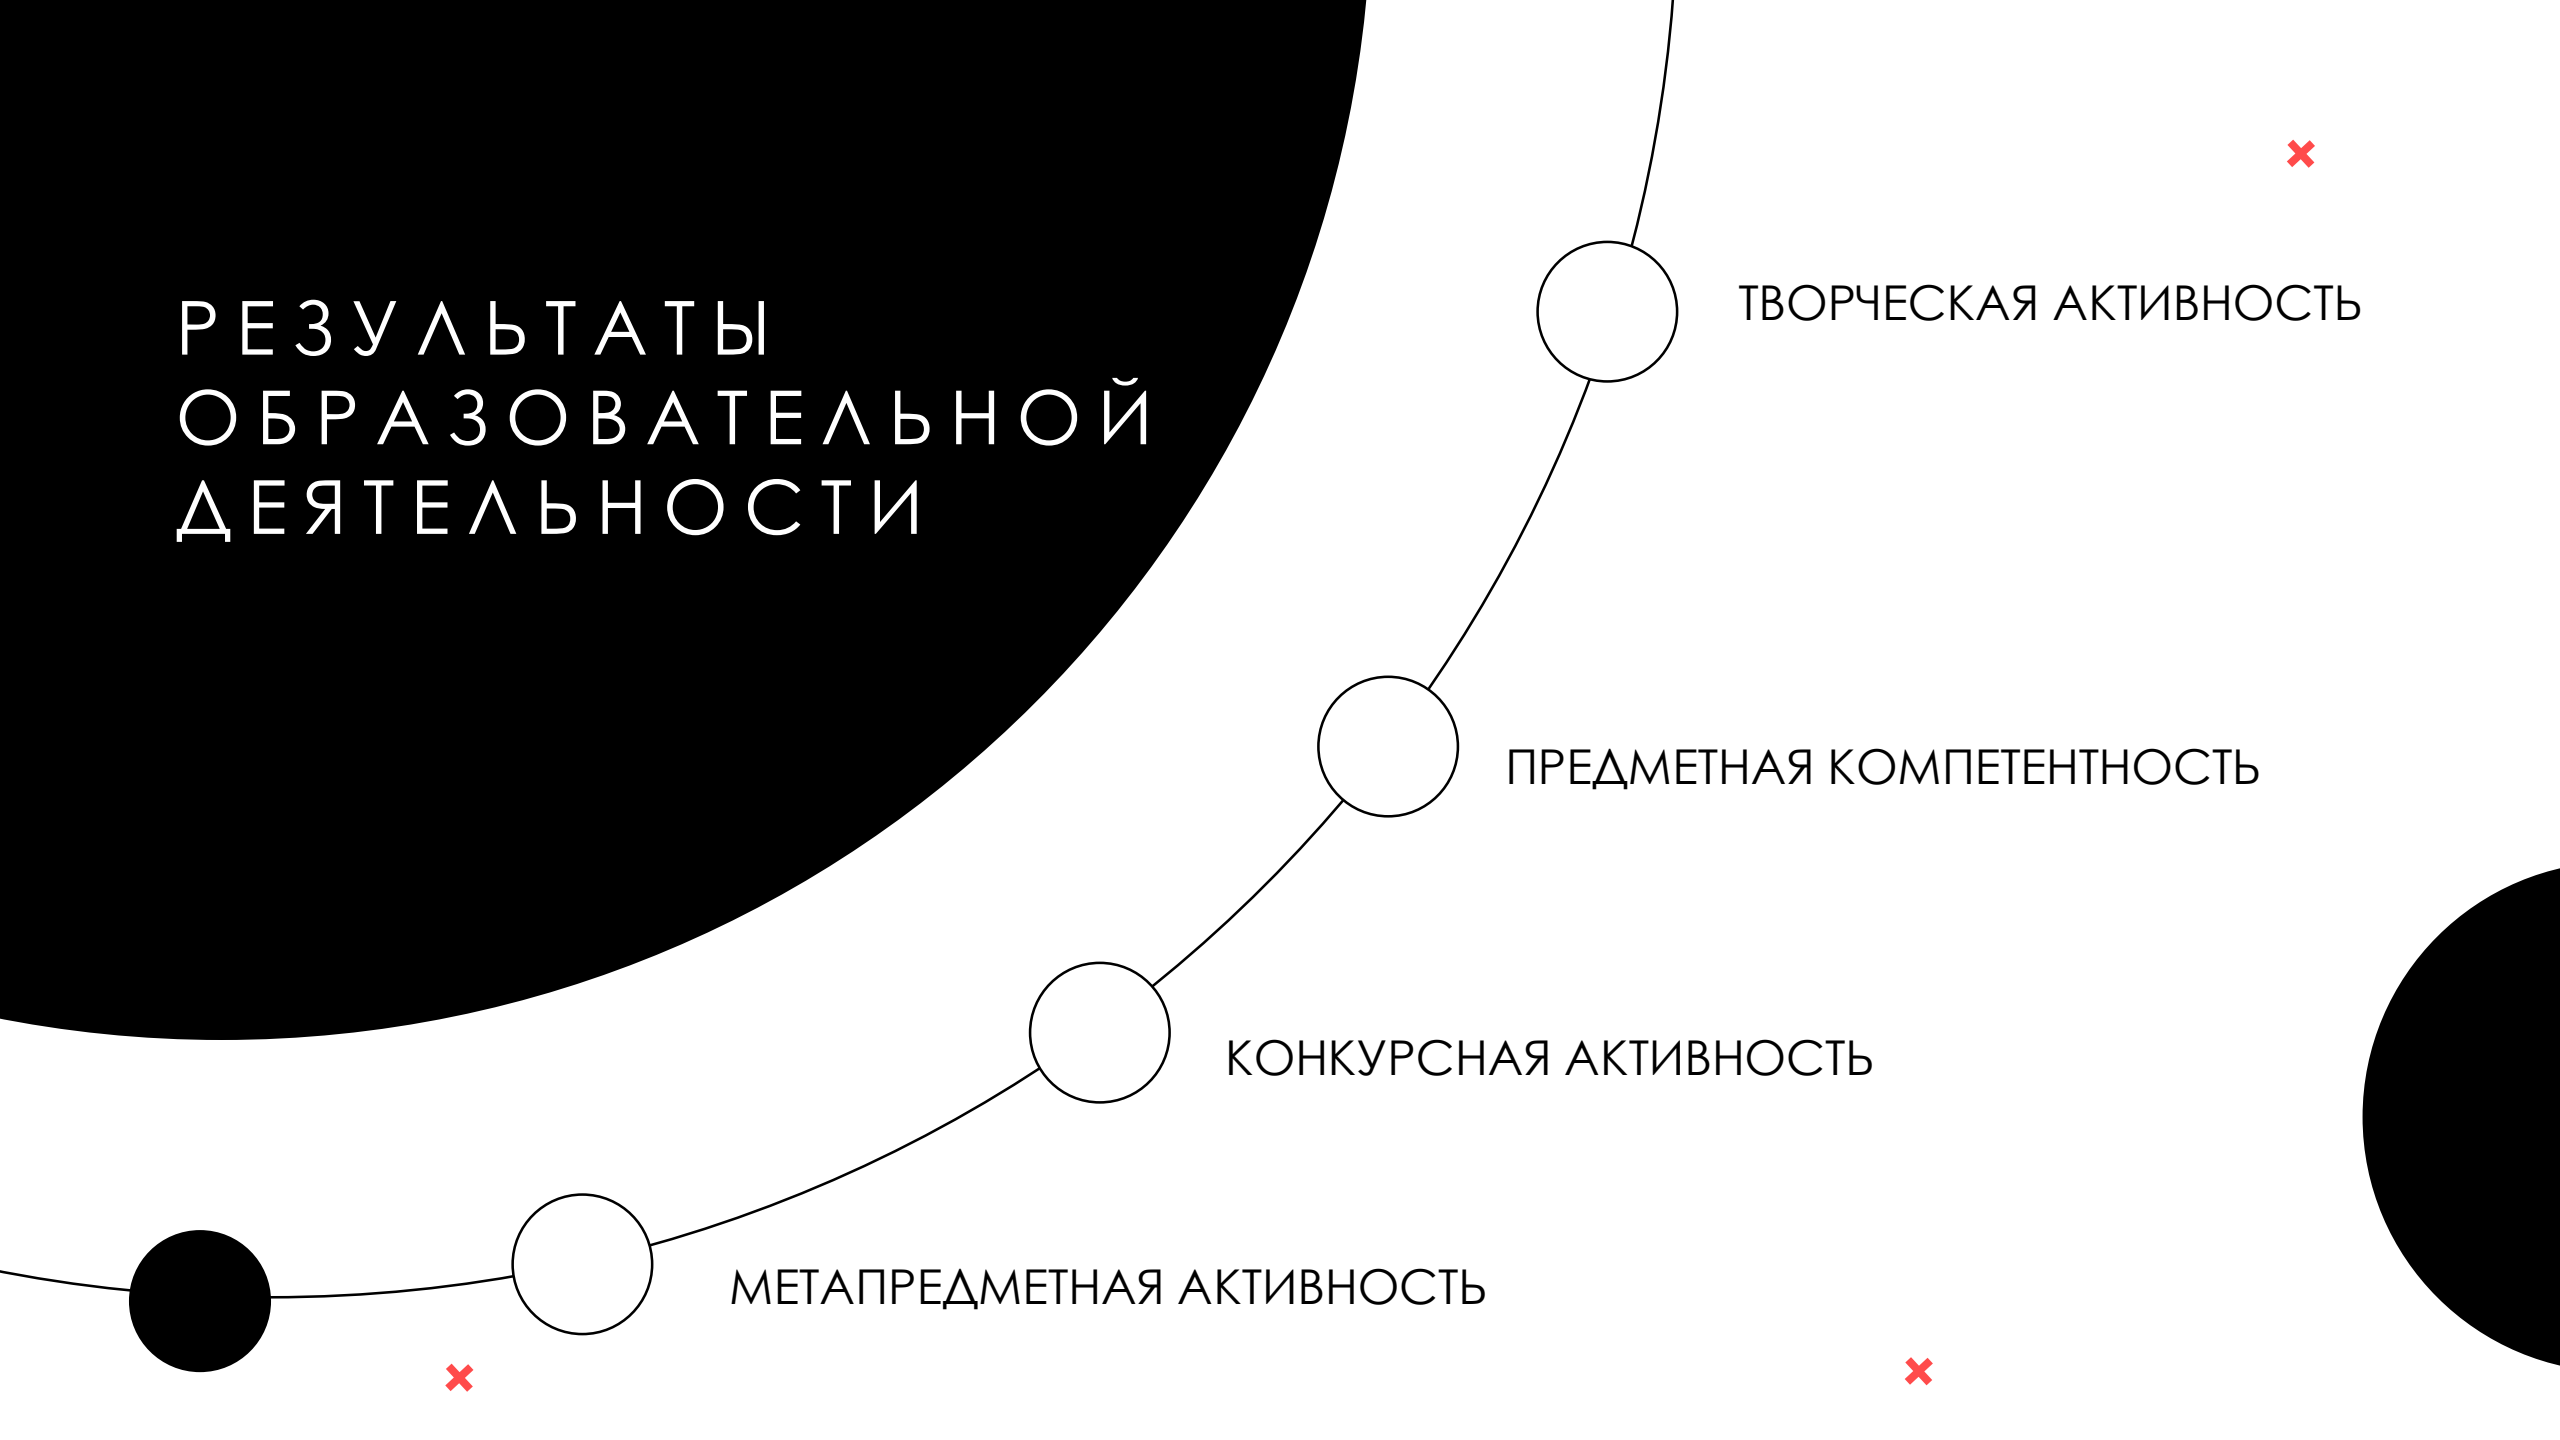 РЕЗУЛЬТАТЫ
ОБРАЗОВАТЕЛЬНОЙ
ДЕЯТЕЛЬНОСТИ
ТВОРЧЕСКАЯ АКТИВНОСТЬ
ПРЕДМЕТНАЯ КОМПЕТЕНТНОСТЬ
КОНКУРСНАЯ АКТИВНОСТЬ
МЕТАПРЕДМЕТНАЯ АКТИВНОСТЬ